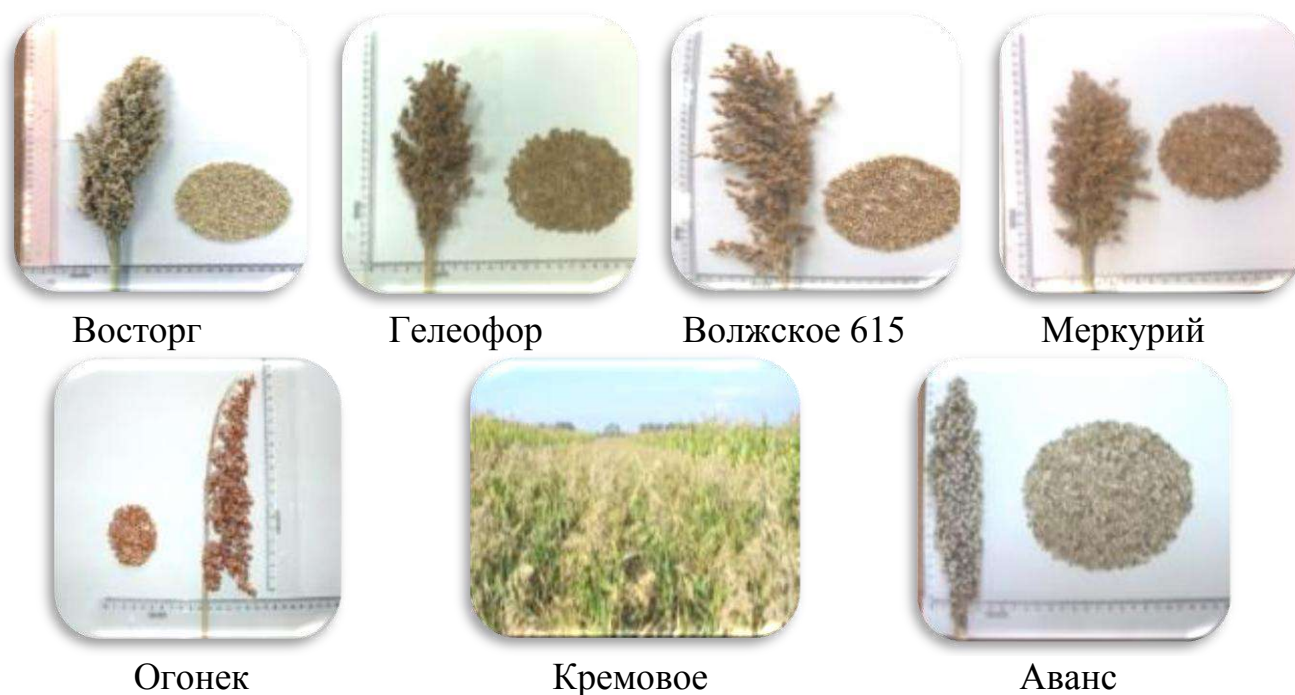 Восторг Гелеофор Волжское 615 Меркурий
Огонек Кремовое Аванс